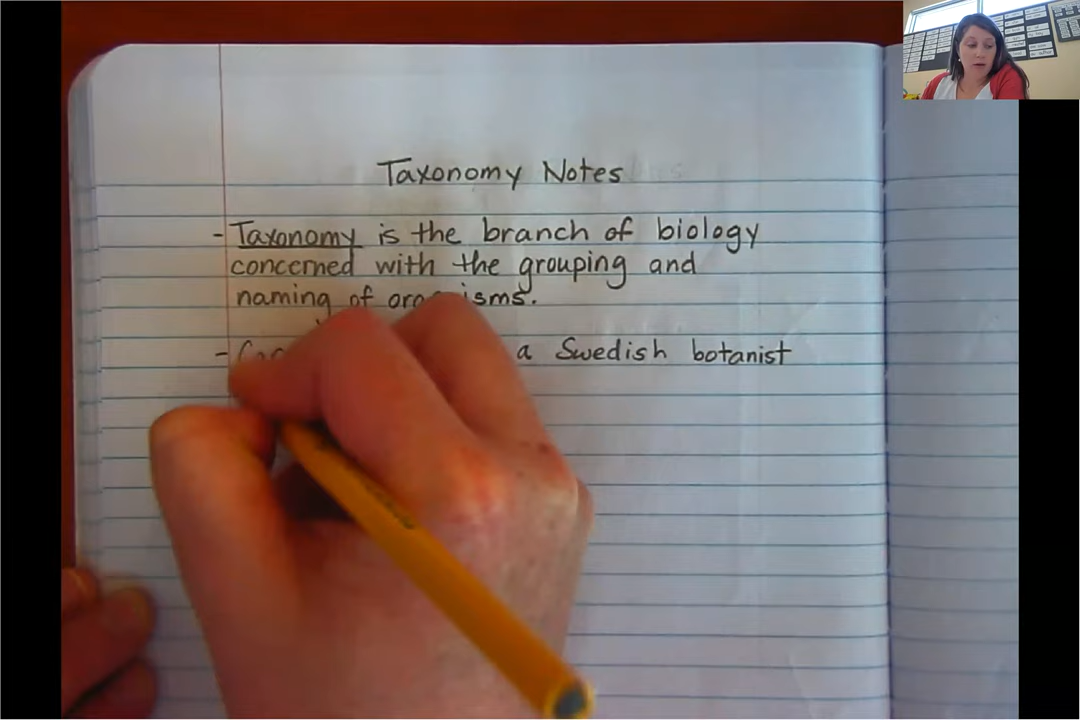 Taxonomy Notes
- Taxonomy is the branch of biology
concerned with the grouping and
naming of organisms.
- a Swedish botanist